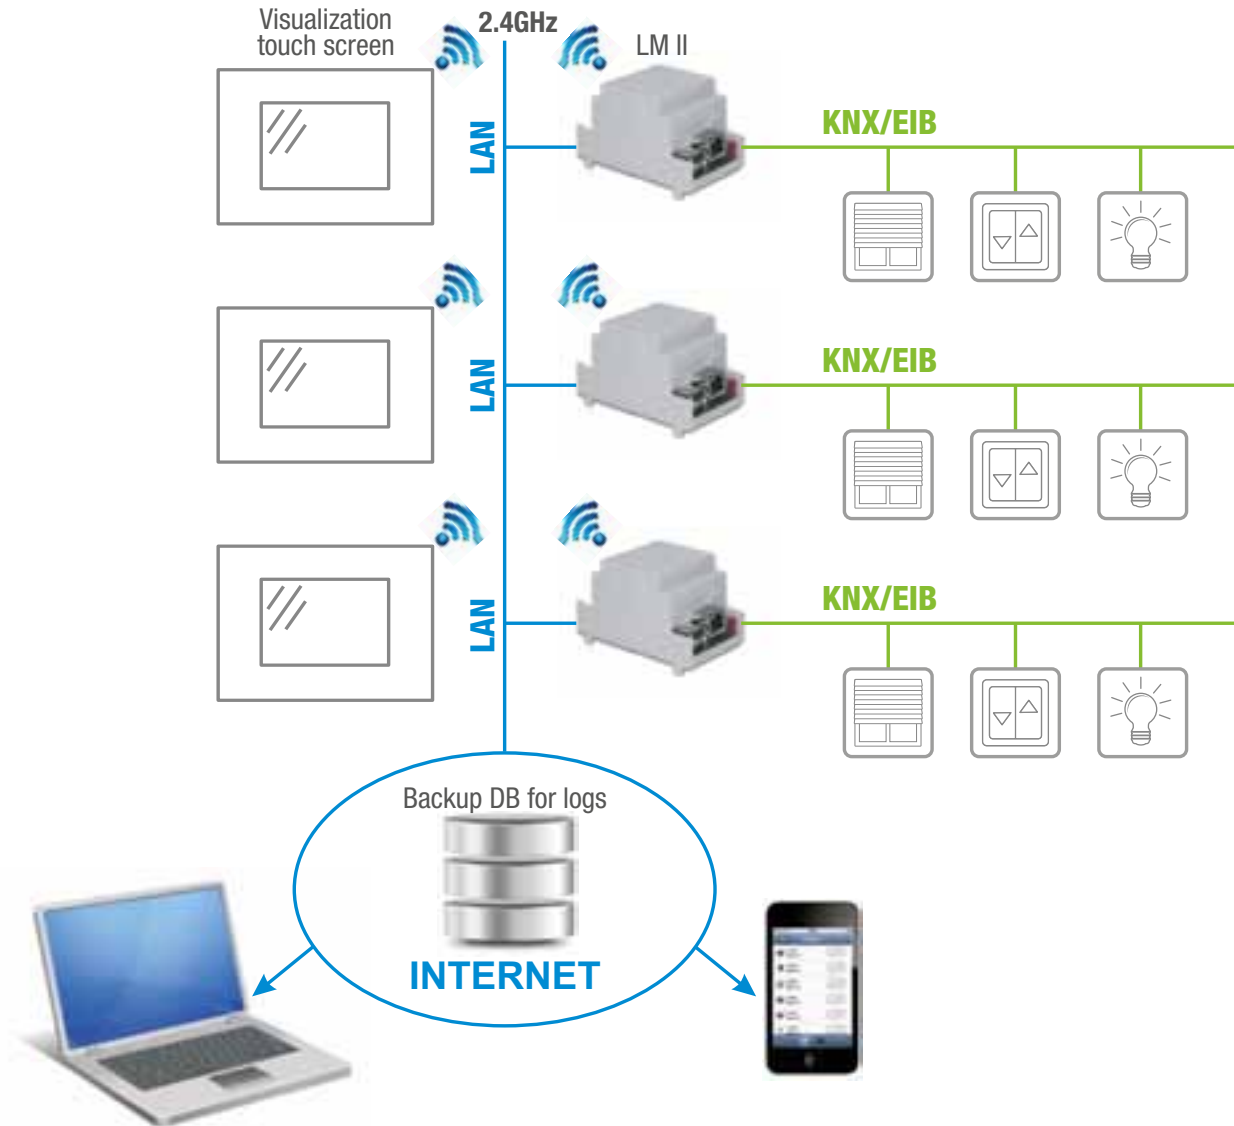 Visualization
touch screen
2.4GHz
LM II
LAN
KNX/EIB
LAN
KNX/EIB
LAN
KNX/EIB
Backup DB for logs
INTERNET